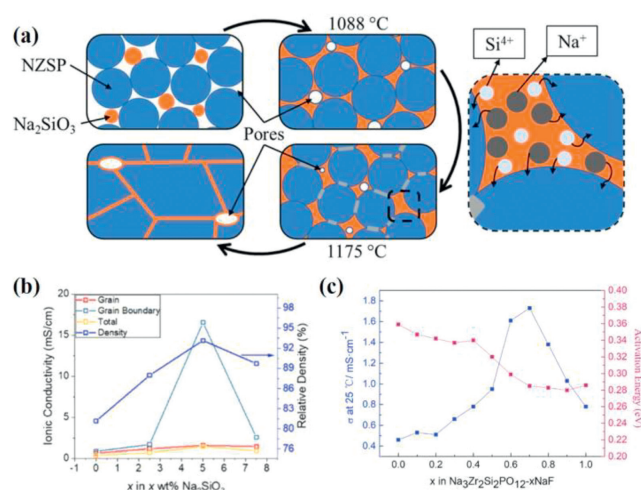 (a)
1088 °C
NZSP
Na₂SiO₃
Pores
1175 °C
Si⁴⁺
Na⁺
(b)
Grain
Grain Boundary
Total
Density
Ionic Conductivity (mS/cm)
20
15
10
5
0
98
95
92
89
86
83
80
76
Relative Density (%)
-1 0 1 2 3 4 5 6 7 8
x in x wt% Na₂SiO₃
(c)
σ at 25 ℃/ mS·cm⁻¹
1.8
1.6
1.4
1.2
1.0
0.8
0.6
0.4
0.40
0.38
0.36
0.34
0.32
0.30
0.28
0.26
0.24
0.22
0.20
Activation Energy (eV)
0.0 0.2 0.4 0.6 0.8 1.0
x in Na₃Zr₂Si₂PO₁₂-xNaF